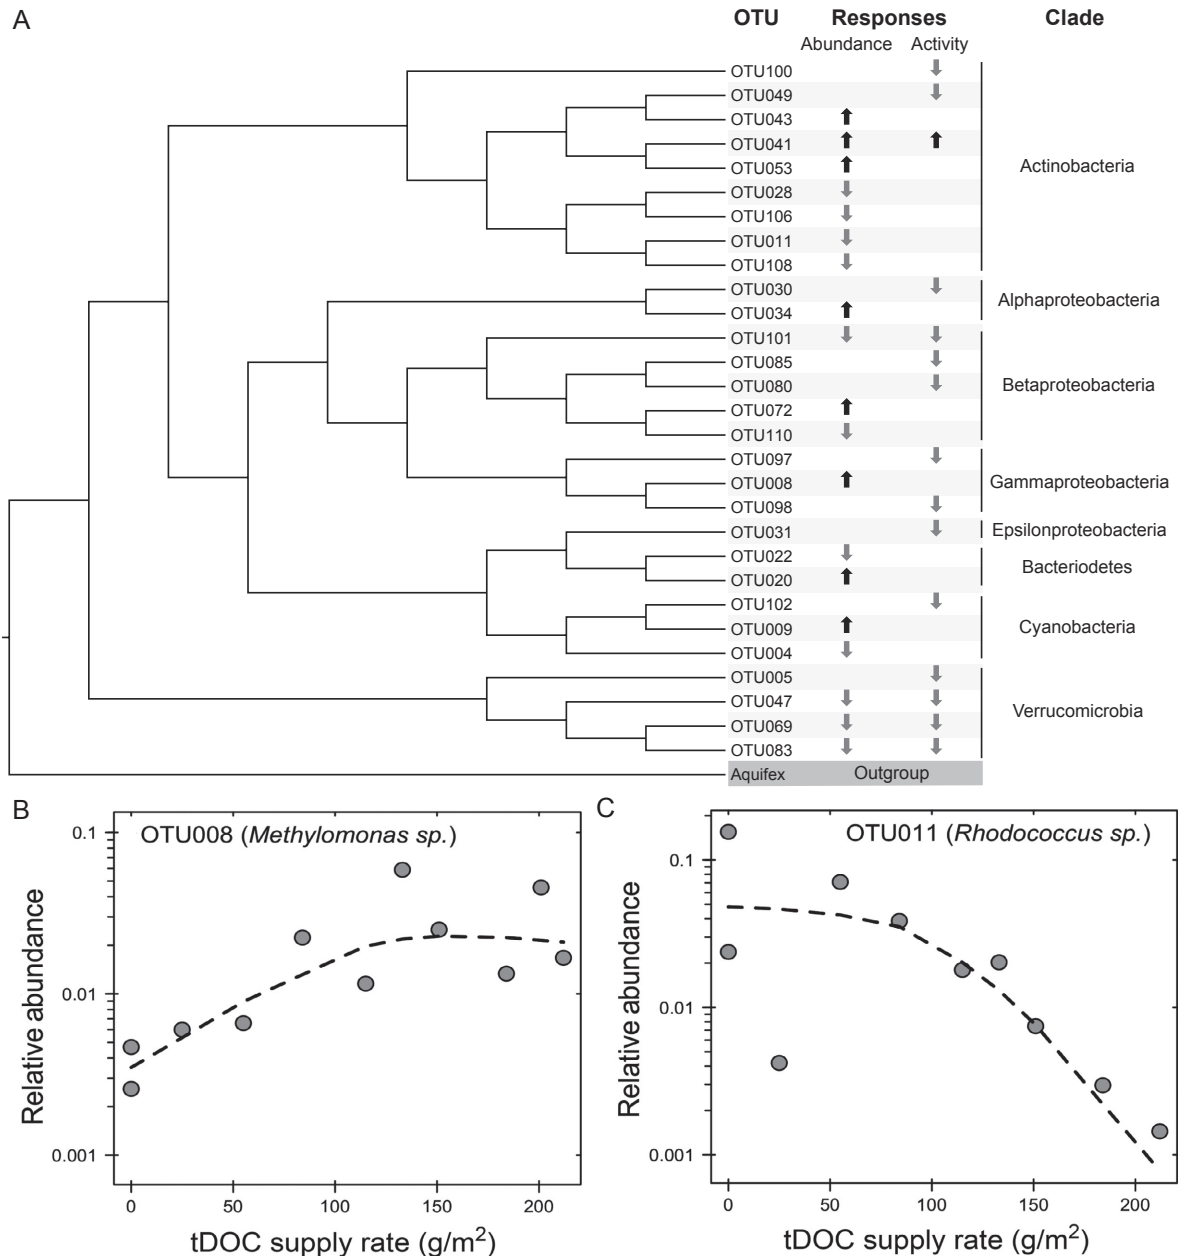 A
OTU Responses Clade
Abundance Activity
OTU100
OTU049
OTU043
OTU041
OTU053
OTU028
OTU106
OTU011
OTU108
Actinobacteria
OTU030
OTU034
Alphaproteobacteria
OTU101
OTU085
OTU080
OTU072
OTU110
Betaproteobacteria
OTU097
OTU008
OTU098
Gammaproteobacteria
OTU031
Epsilonproteobacteria
OTU022
OTU020
Bacteriodetes
OTU102
OTU009
OTU004
Cyanobacteria
OTU005
OTU047
OTU069
OTU083
Verrucomicrobia
Aquifex Outgroup
B
OTU008 (Methylomonas sp.)
Relative abundance
0.1
0.01
0.001
0 50 100 150 200
tDOC supply rate (g/m²)
C
OTU011 (Rhodococcus sp.)
Relative abundance
0.1
0.01
0.001
0 50 100 150 200
tDOC supply rate (g/m²)